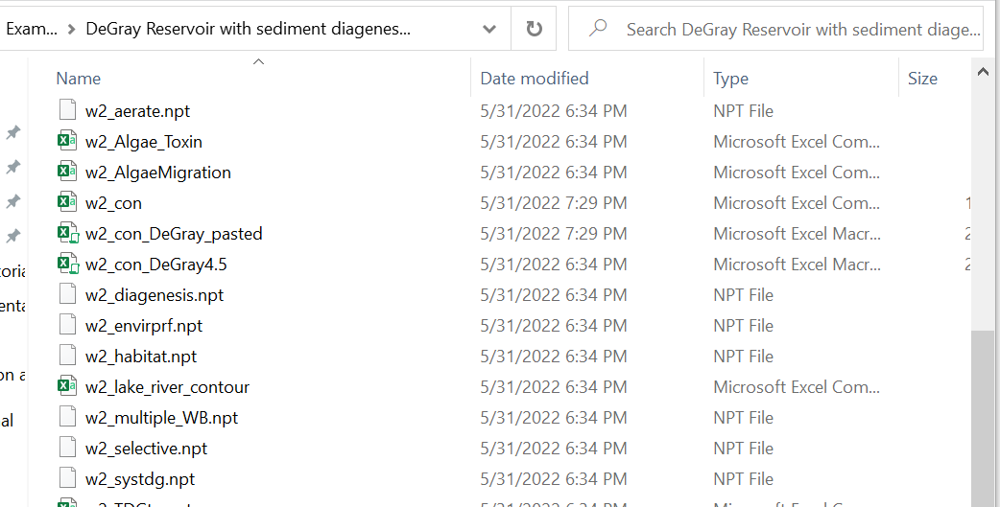 Exam... > DeGray Reservoir with sediment diagenes... Search DeGray Reservoir with sediment diage...
Name Date modified Type Size
w2_aerate.npt 5/31/2022 6:34 PM NPT File
w2_Algae_Toxin 5/31/2022 6:34 PM Microsoft Excel Com...
w2_AlgaeMigration 5/31/2022 6:34 PM Microsoft Excel Com...
w2_con 5/31/2022 7:29 PM Microsoft Excel Com... 1
w2_con_DeGray_pasted 5/31/2022 7:29 PM Microsoft Excel Macr... 2
w2_con_DeGray4.5 5/31/2022 6:34 PM Microsoft Excel Macr... 2
w2_diagenesis.npt 5/31/2022 6:34 PM NPT File
w2_envirprf.npt 5/31/2022 6:34 PM NPT File
w2_habitat.npt 5/31/2022 6:34 PM NPT File
w2_lake_river_contour 5/31/2022 6:34 PM Microsoft Excel Com...
w2_multiple_WB.npt 5/31/2022 6:34 PM NPT File
w2_selective.npt 5/31/2022 6:34 PM NPT File
w2_systdg.npt 5/31/2022 6:34 PM NPT File